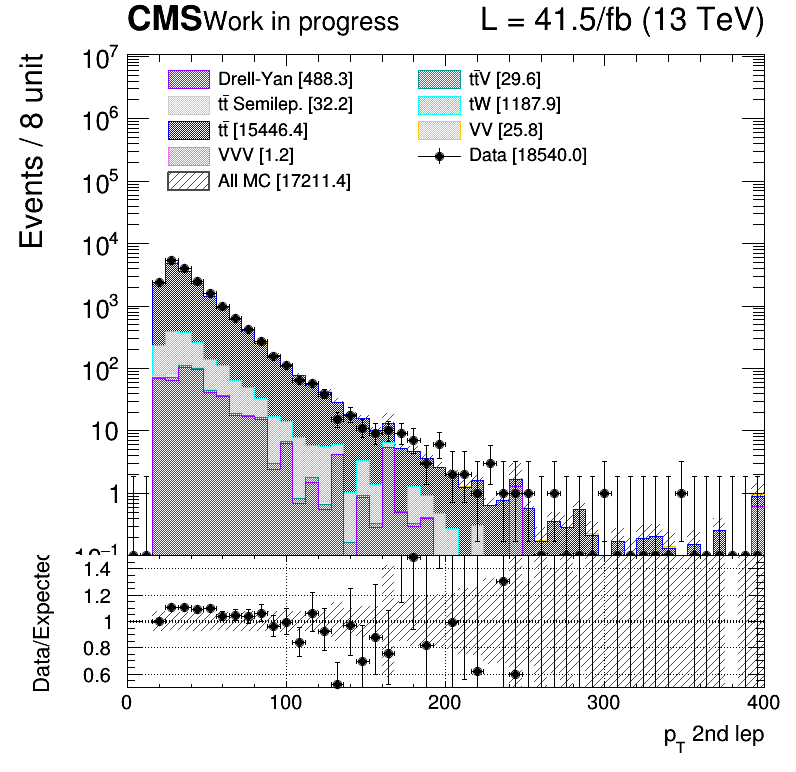 CMS Work in progress L = 41.5/fb (13 TeV)
Events / 8 unit
10⁷
10⁶
10⁵
10⁴
10³
10²
10
1
10⁻¹
Drell-Yan [488.3]
tt̄ Semilep. [32.2]
tt̄ [15446.4]
VVV [1.2]
All MC [17211.4]
tt̄V [29.6]
tW [1187.9]
VV [25.8]
Data [18540.0]
Data/Expected
1.4
1.2
1
0.8
0.6
0 100 200 300 400
p_T 2nd lep